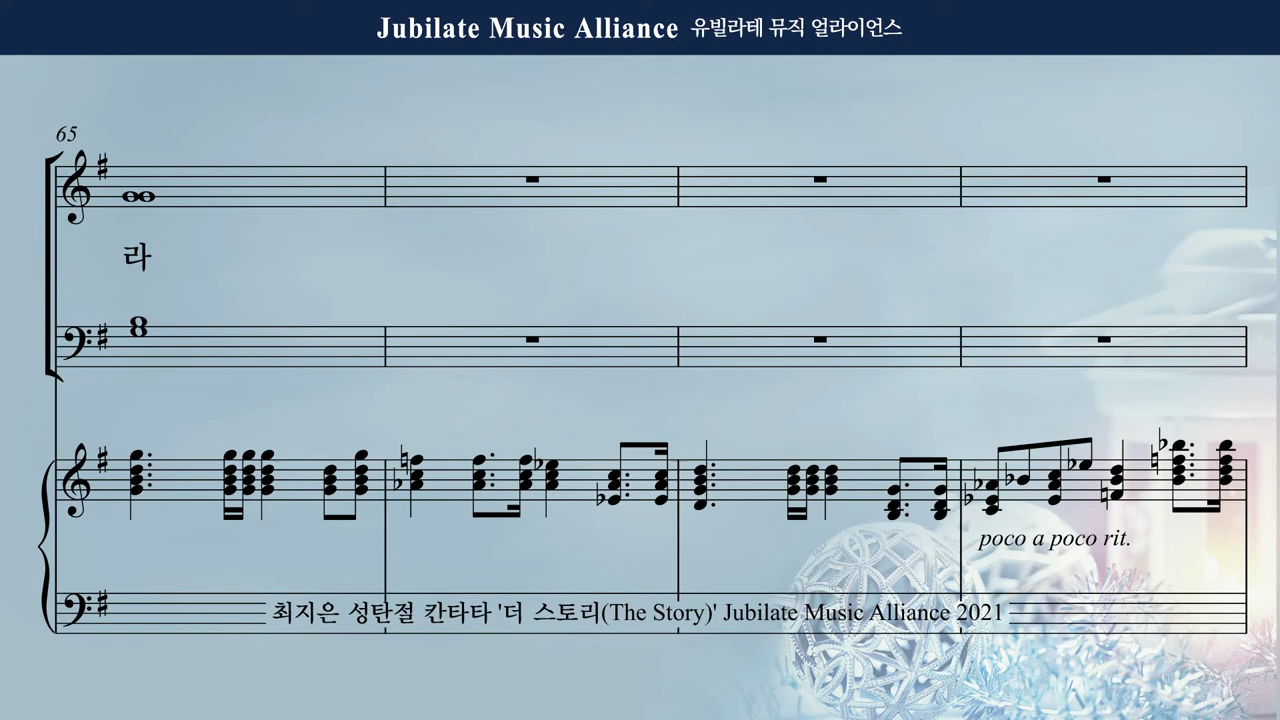 Jubilate Music Alliance 유빌라테 뮤직 얼라이언스
65
라
poco a poco rit.
최지은 성탄절 칸타타 '더 스토리(The Story)' Jubilate Music Alliance 2021